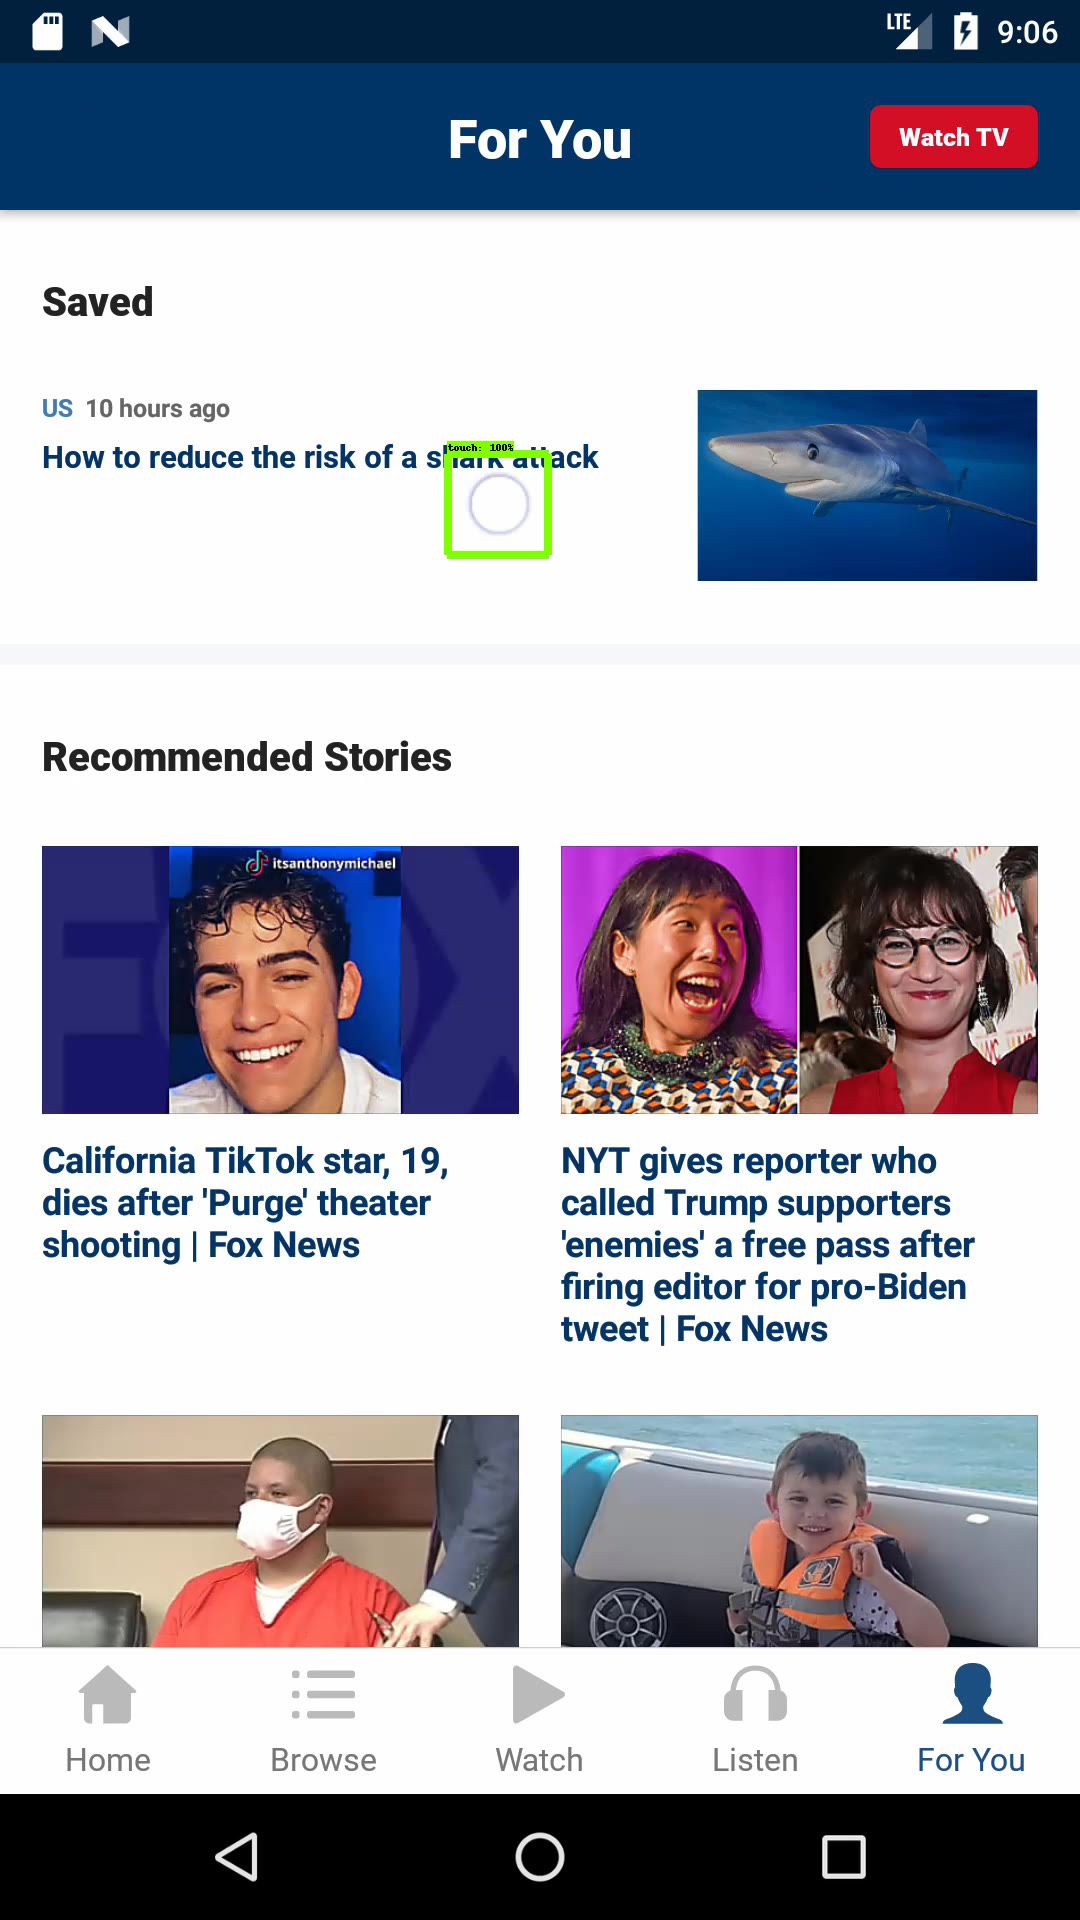 LTE 9:06
For You
Watch TV
Saved
US 10 hours ago
How to reduce the risk of a shark attack
touch: 100%
Recommended Stories
itsanthonymichael
FOX
California TikTok star, 19,
dies after 'Purge' theater
shooting | Fox News
NYT gives reporter who
called Trump supporters
'enemies' a free pass after
firing editor for pro-Biden
tweet | Fox News
Home
Browse
Watch
Listen
For You